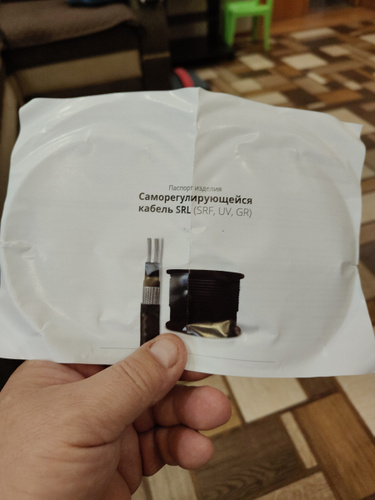 Паспорт изделия
Саморегулирующейся
кабель SRL (SRF, UV, GR)